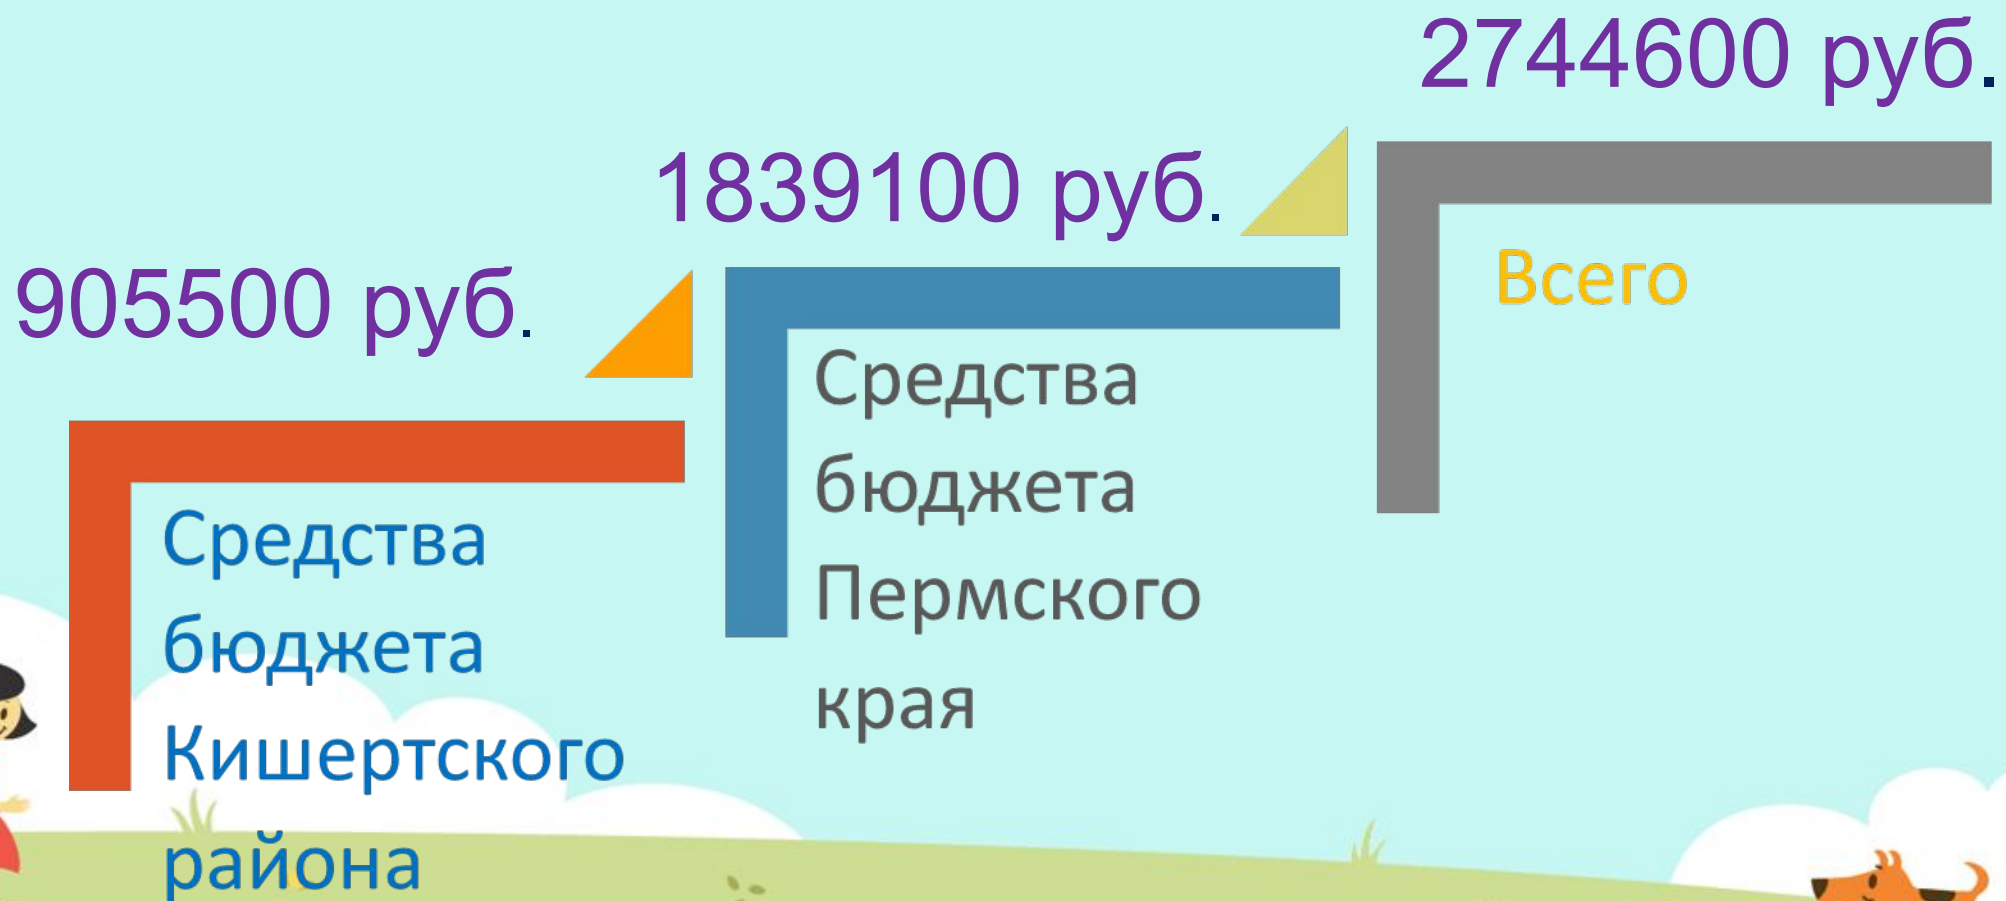 905500 руб.
Средства
бюджета
Кишертского
района
1839100 руб.
Средства
бюджета
Пермского
края
2744600 руб.
Всего